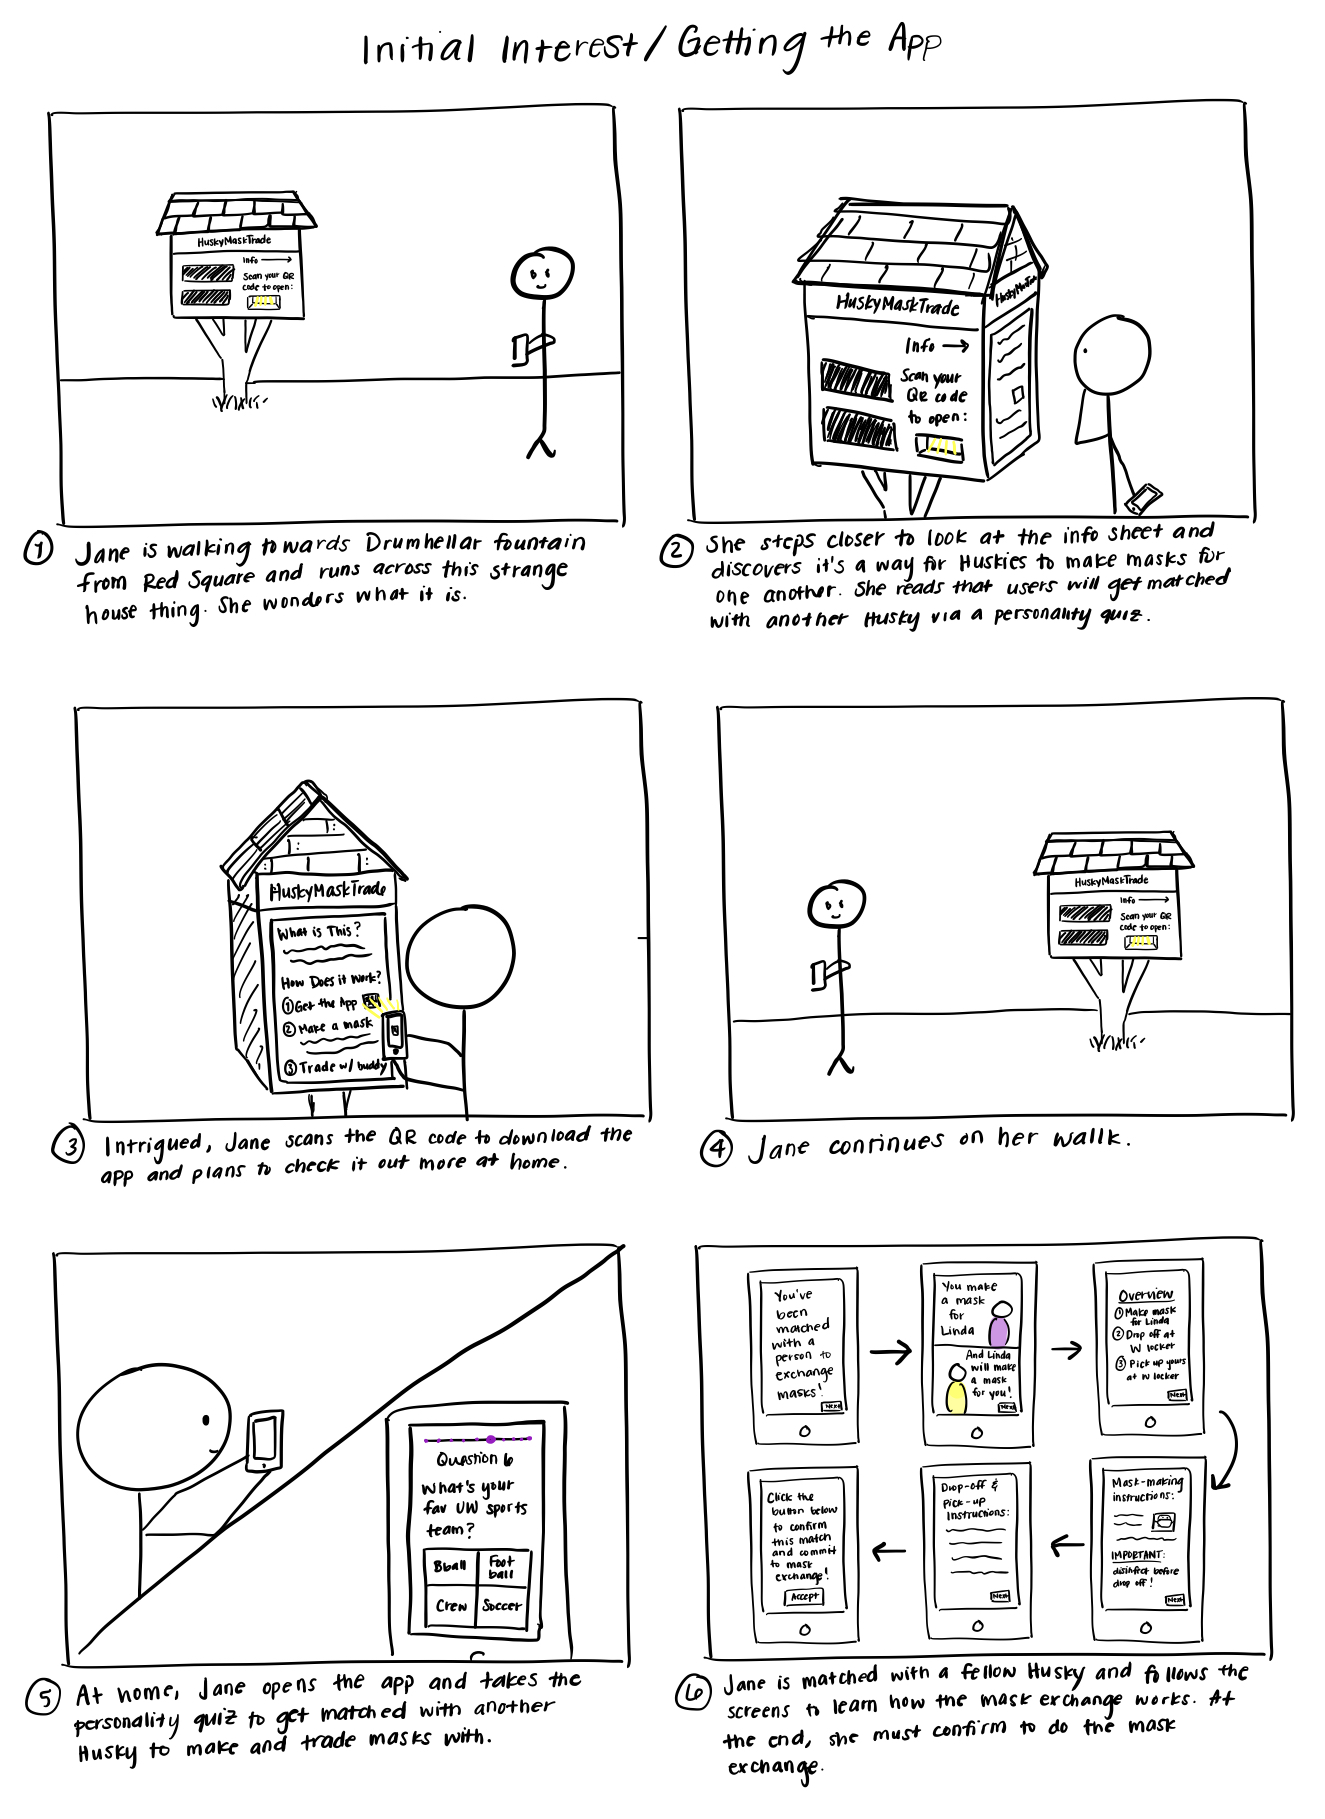 Initial Interest / Getting the App
HuskyMaskTrade
Info
Scan your QR
code to open:
1 Jane is walking towards Drumhellar fountain
from Red Square and runs across this strange
house thing. She wonders what it is.
HuskyMaskTrade
HuskyMaskTrade
Info
Scan your
QR code
to open:
2 She steps closer to look at the info sheet and
discovers it's a way for Huskies to make masks for
one another. She reads that users will get matched
with another Husky via a personality quiz.
HuskyMaskTrade
What is This?
How Does it Work?
1 Get the App
2 Make a mask
3 Trade w/ buddy
3 Intrigued, Jane scans the QR code to download the
app and plans to check it out more at home.
HuskyMaskTrade
Info
Scan your QR
code to open:
4 Jane continues on her wallk.
Question 6
What's your
fav UW sports
team?
Bball
Foot
ball
Crew
Soccer
5 At home, Jane opens the app and takes the
personality quiz to get matched with another
Husky to make and trade masks with.
You've
been
matched
with a
person to
exchange
masks!
Next
You make
a mask
for
Linda
And Linda
will make
a mask
for you!
Next
Overview
1 Make mask
for Linda
2 Drop off at
W locker
3 Pick up yours
at W locker
Next
Mask-making
instructions:
IMPORTANT:
disinfect before
drop off!
Next
Drop-off &
Pick-up
Instructions:
Next
Click the
button below
to confirm
this match
and commit
to mask
exchange!
Accept
6 Jane is matched with a fellow Husky and follows the
screens to learn how the mask exchange works. At
the end, she must confirm to do the mask
exchange.